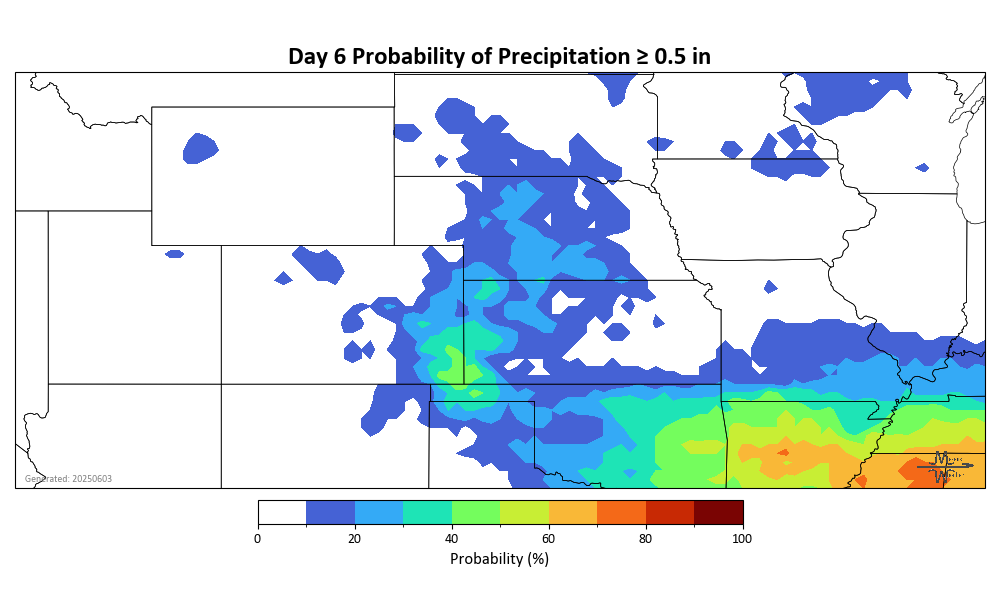 Day 6 Probability of Precipitation ≥ 0.5 in
Generated: 20250603
0 20 40 60 80 100
Probability (%)